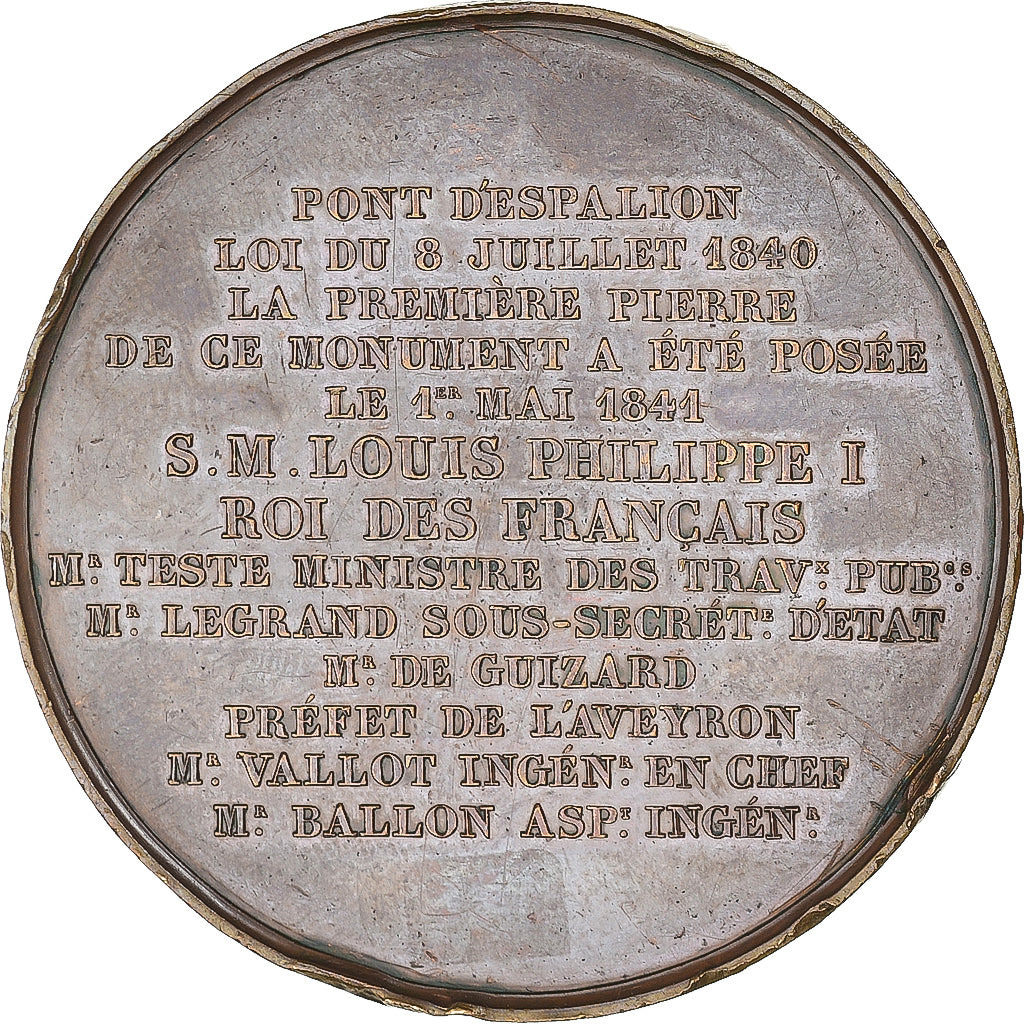 PONT D'ESPALION
LOI DU 8 JUILLET 1840
LA PREMIÈRE PIERRE
DE CE MONUMENT A ÉTÉ POSÉE
LE 1ER. MAI 1841
S.M. LOUIS PHILIPPE I
ROI DES FRANÇAIS
MR. TESTE MINISTRE DES TRAVX. PUBCS.
MR. LEGRAND SOUS-SECRÉTE. D'ETAT
MR. DE GUIZARD
PRÉFET DE L'AVEYRON
MR. VALLOT INGÉNR. EN CHEF
MR. BALLON ASPT. INGÉNR.